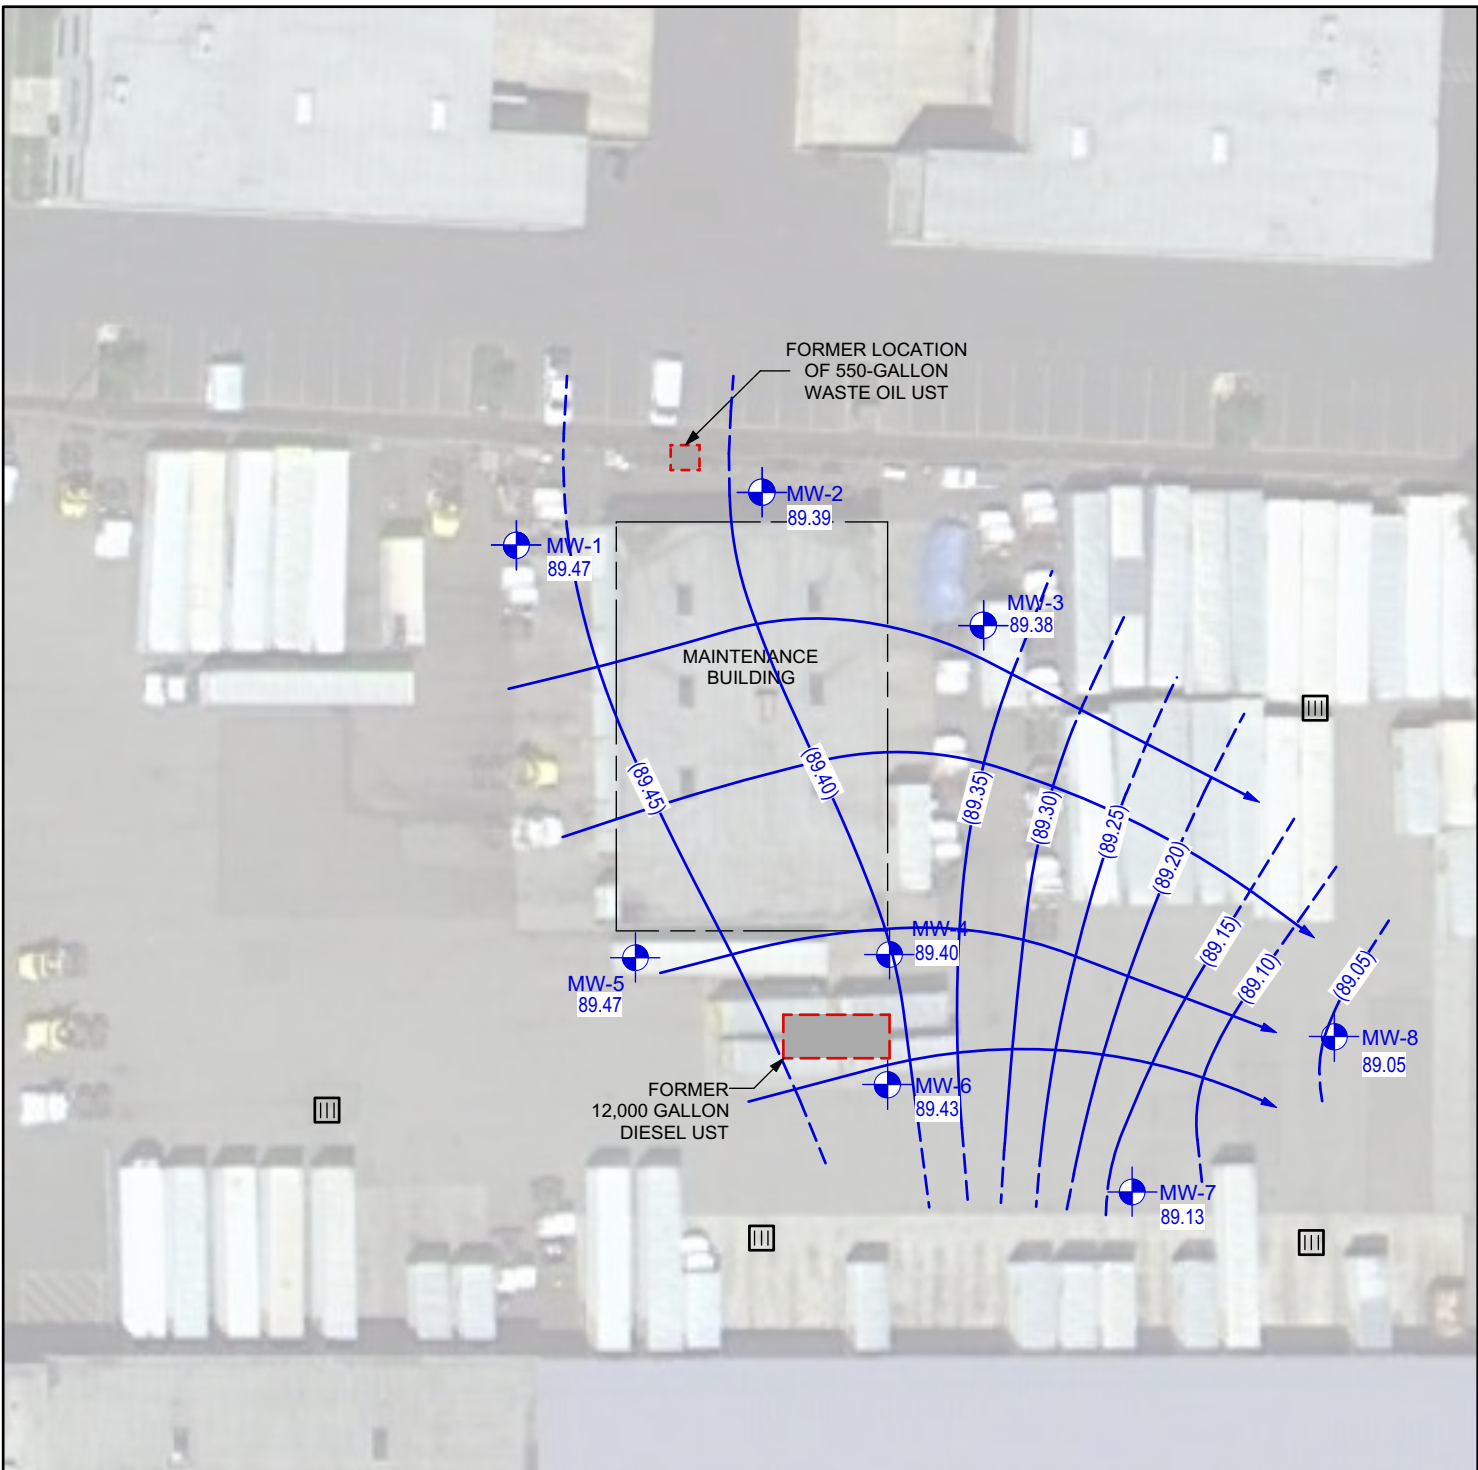 FORMER LOCATION
OF 550-GALLON
WASTE OIL UST
MW-2
89.39
MW-1
89.47
MW-3
89.38
MAINTENANCE
BUILDING
(89.45)
(89.40)
(89.35)
(89.30)
(89.25)
(89.20)
(89.15)
(89.10)
(89.05)
MW-4
89.40
MW-5
89.47
MW-8
89.05
FORMER
12,000 GALLON
DIESEL UST
MW-6
89.43
MW-7
89.13